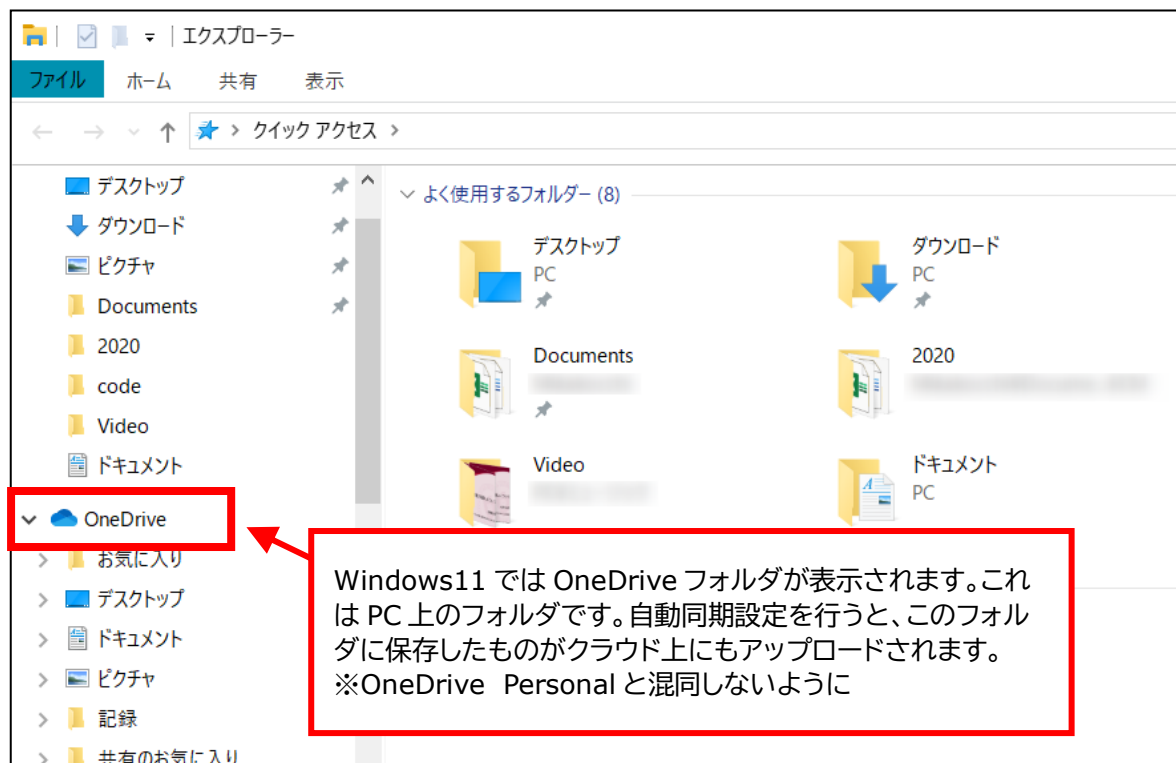 エクスプローラー
ファイル ホーム 共有 表示
クイック アクセス
デスクトップ
ダウンロード
ピクチャ
Documents
2020
code
Video
ドキュメント
OneDrive
お気に入り
デスクトップ
ドキュメント
ピクチャ
記録
共有のお気に入り
よく使用するフォルダー (8)
デスクトップ
PC
ダウンロード
PC
Documents
2020
Video
ドキュメント
PC
Windows11 では OneDrive フォルダが表示されます。これ
は PC 上のフォルダです。自動同期設定を行うと、このフォル
ダに保存したものがクラウド上にもアップロードされます。
※OneDrive Personal と混同しないように